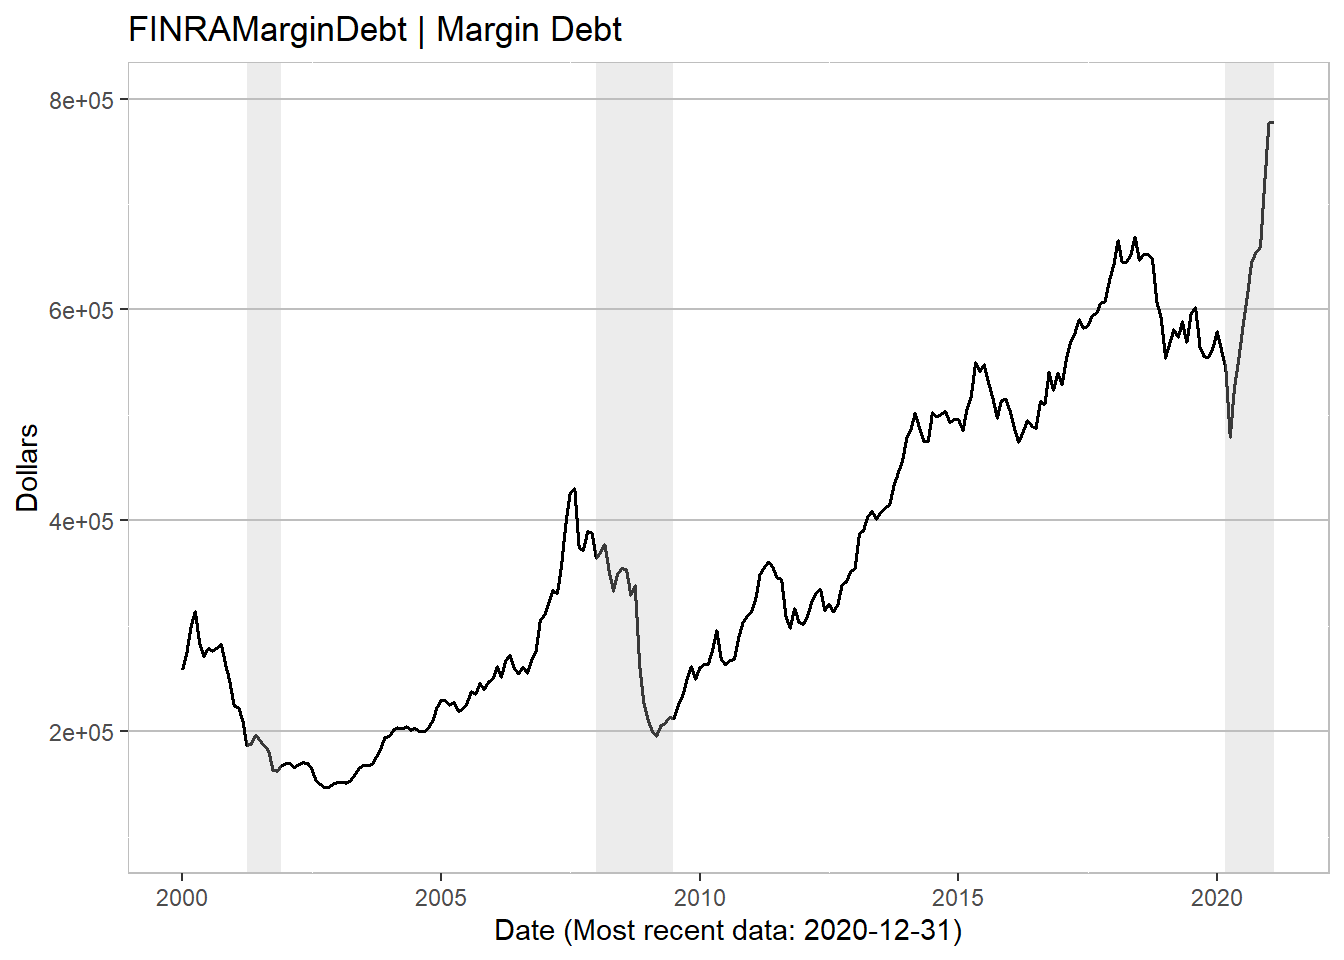 FINRAMarginDebt | Margin Debt
8e+05
6e+05
4e+05
2e+05
Dollars
2000 2005 2010 2015 2020
Date (Most recent data: 2020-12-31)